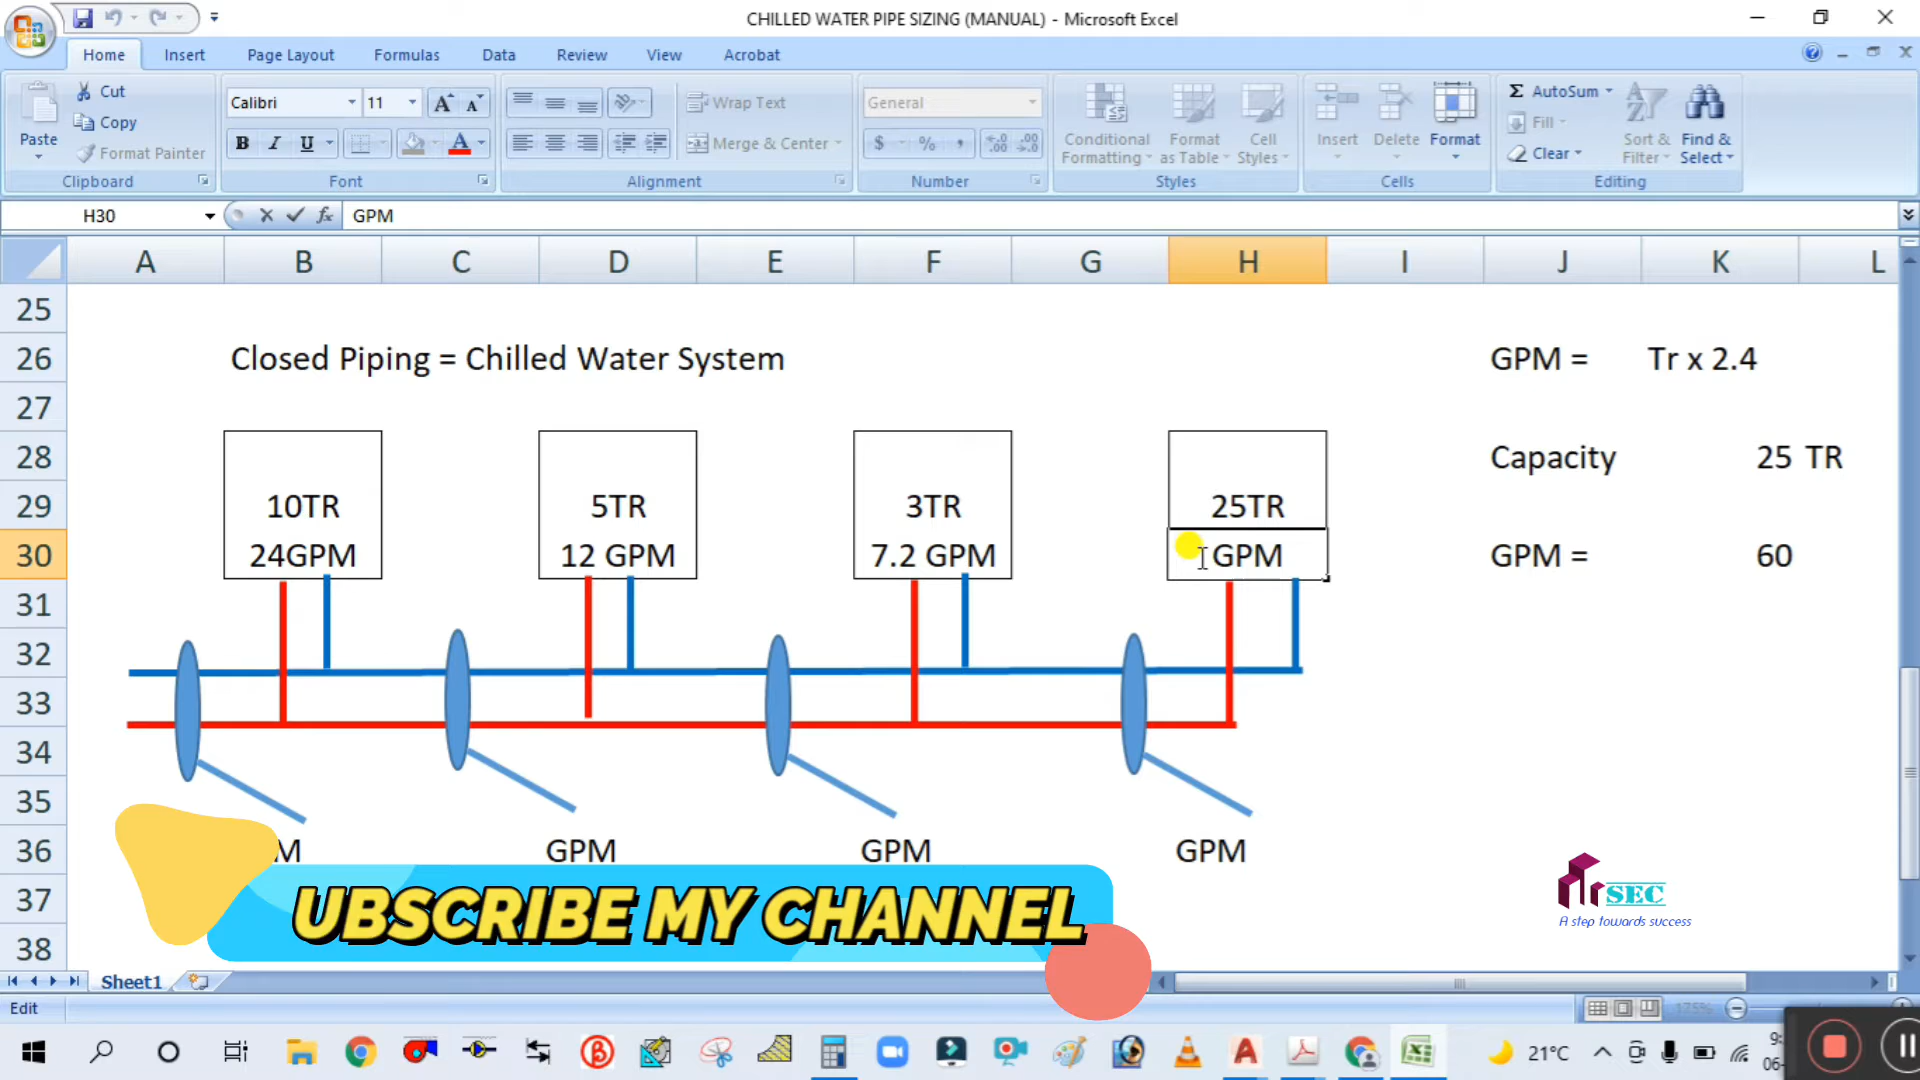 CHILLED WATER PIPE SIZING (MANUAL) - Microsoft Excel
Home Insert Page Layout Formulas Data Review View Acrobat
Paste Cut Copy Format Painter Clipboard
Calibri 11 A A B I U A Font
Wrap Text Merge & Center Alignment
General $ % , Number
Conditional Formatting Format as Table Cell Styles Styles
Insert Delete Format Cells
Σ AutoSum Fill Clear Sort & Filter Find & Select Editing
H30 fx GPM
A B C D E F G H I J K L
25
26 Closed Piping = Chilled Water System GPM = Tr x 2.4
27
28 Capacity 25 TR
29 10TR 5TR 3TR 25TR
30 24GPM 12 GPM 7.2 GPM GPM GPM = 60
31
32
33
34
35
36 M GPM GPM GPM
37
38
UBSCRIBE MY CHANNEL
SEC
A step towards success
Sheet1
Edit 175%
21°C
9:
06-